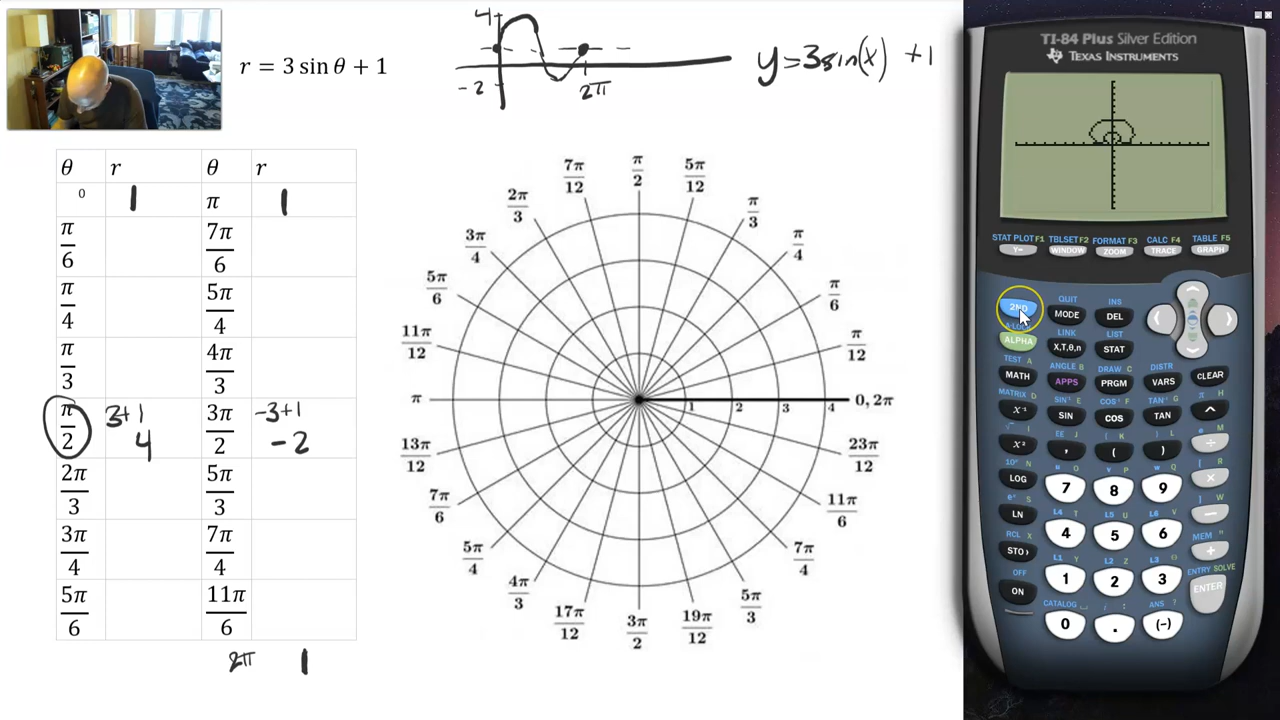 r = 3 sin θ + 1
4
-2
2π
y=3sin(x) +1
θ r θ r
0 1 π 1
π/6 7π/6
π/4 5π/4
π/3 4π/3
π/2 3+1 4 3π/2 -3+1 -2
2π/3 5π/3
3π/4 7π/4
5π/6 11π/6
2π 1
π/2
7π/12 5π/12
2π/3 π/3
3π/4 π/4
5π/6 π/6
11π/12 π/12
π 1 2 3 4 0, 2π
13π/12 23π/12
7π/6 11π/6
5π/4 7π/4
4π/3 5π/3
17π/12 19π/12
3π/2
TI-84 Plus Silver Edition
TEXAS INSTRUMENTS
STAT PLOT F1 TBLSET F2 FORMAT F3 CALC F4 TABLE F5
Y= WINDOW ZOOM TRACE GRAPH
QUIT INS
2ND MODE DEL
LINK LIST
ALPHA X,T,θ,n STAT
TEST A ANGLE B DRAW C DISTR
MATH APPS PRGM VARS CLEAR
MATRIX D SIN⁻¹ E COS⁻¹ F TAN⁻¹ G π H
x⁻¹ SIN COS TAN ^
√ I EE J { K } L M
x² , ( ) ÷
10ˣ N O P Q R
LOG 7 8 9 ×
eˣ S L4 T L5 U L6 V W
LN 4 5 6 −
RCL X L1 Y L2 Z L3 MEM "
STO 1 2 3 +
OFF CATALOG : ANS ? ENTRY SOLVE
ON 0 . (-) ENTER